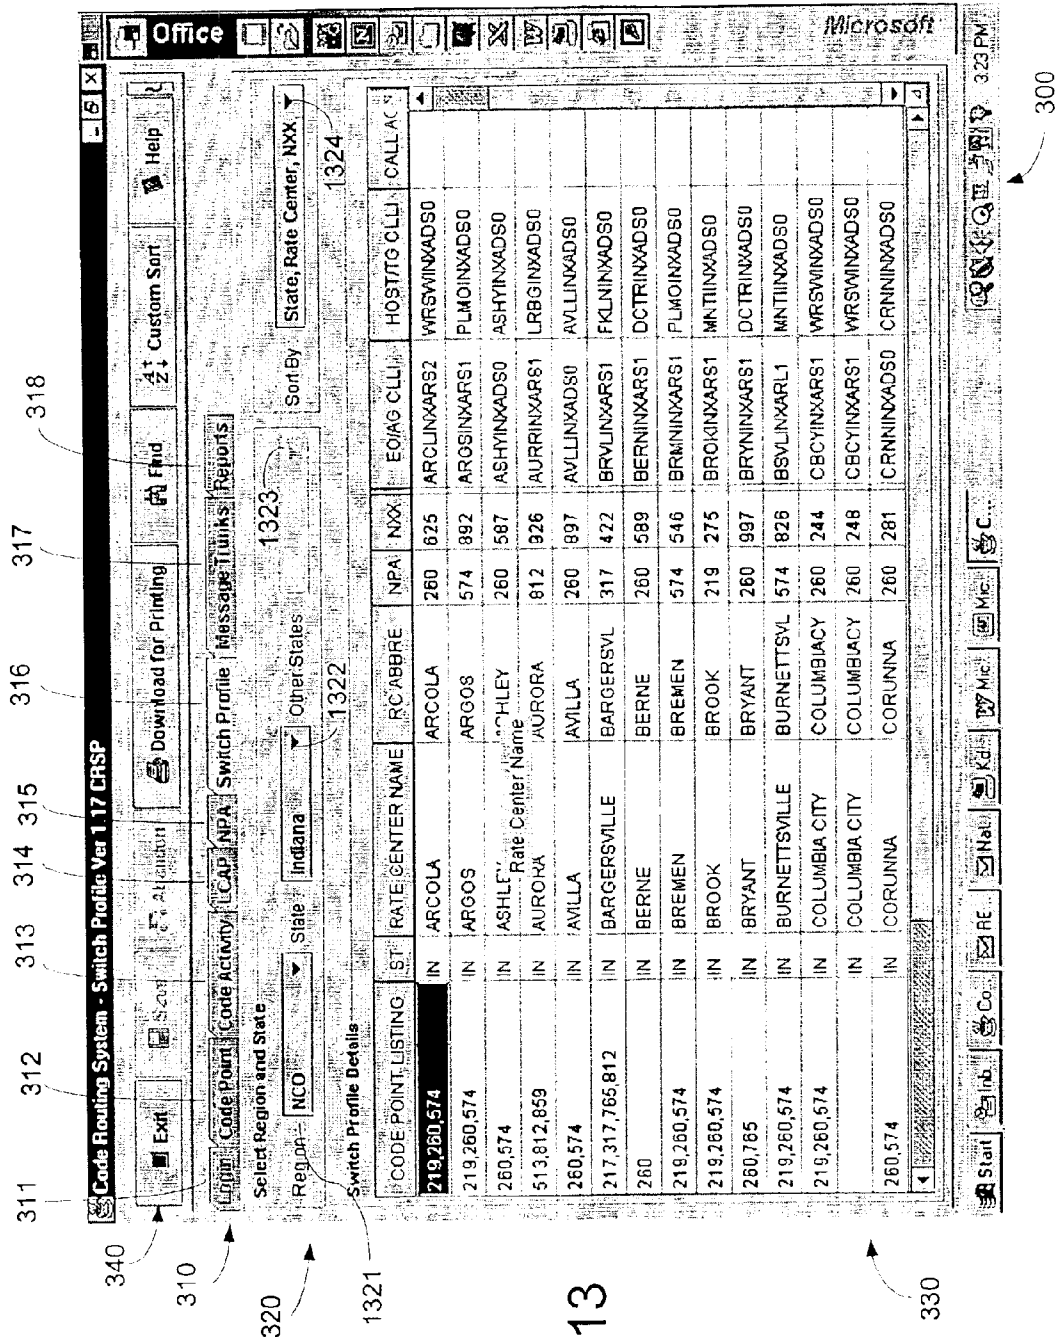 Code Routing System - Switch Profile Ver 1.17 CRSP
Office
Microsoft
Exit Save Abandon Download for Printing Find Custom Sort Help
Login Code Point Code Activity LCAP NPA Switch Profile Message Trunks Reports
Select Region and State
Region NCO State Indiana Other States Sort By State, Rate Center, NXX
Switch Profile Details
CODE POINT LISTING ST RATE CENTER NAME RC ABBRE NPA NXX EO/AG CLLI HOST/TG CLLI
219,260,574 IN ARCOLA ARCOLA 260 625 ARCLINXARS2 WRSWINXADS0
219,260,574 IN ARGOS ARGOS 574 892 ARGSINXARS1 PLMOINXADS0
260,574 IN 260 587 ASHYINXADS0 ASHYINXADS0
Rate Center Name
513,812,859 IN AURORA AURORA 812 926 AURRINXARS1 LRBGINXADS0
260,574 IN AVILLA AVILLA 260 897 AVLLINXADS0 AVLLINXADS0
217,317,765,812 IN BARGERSVILLE BARGERSVL 317 422 BRVLINXARS1 FKLNINXADS0
260 IN BERNE BERNE 260 589 BERNINXARS1 DCTRINXADS0
219,260,574 IN BREMEN BREMEN 574 546 BRMNINXARS1 PLMOINXADS0
219,260,574 IN BROOK BROOK 219 275 BROKINXARS1 MNTIINXADS0
260,765 IN BRYANT BRYANT 260 997 BRYNINXARS1 DCTRINXADS0
219,260,574 IN BURNETTSVILLE BURNETTSVL 574 826 BSVLINXARL1 MNTIINXADS0
219,260,574 IN COLUMBIA CITY COLUMBIACY 260 244 CBCYINXARS1 WRSWINXADS0
IN COLUMBIA CITY COLUMBIACY 260 248 CBCYINXARS1 WRSWINXADS0
260,574 IN CORUNNA CORUNNA 260 281 CRNNINXADS0 CRNNINXADS0
Start Inb... Co... RE... Nat... Kd... Mic... Mic... C... 3:23 PM
311
312
313
314
315
316
317
318
340
310
320
1321
1322
1323
1324
330
300
13